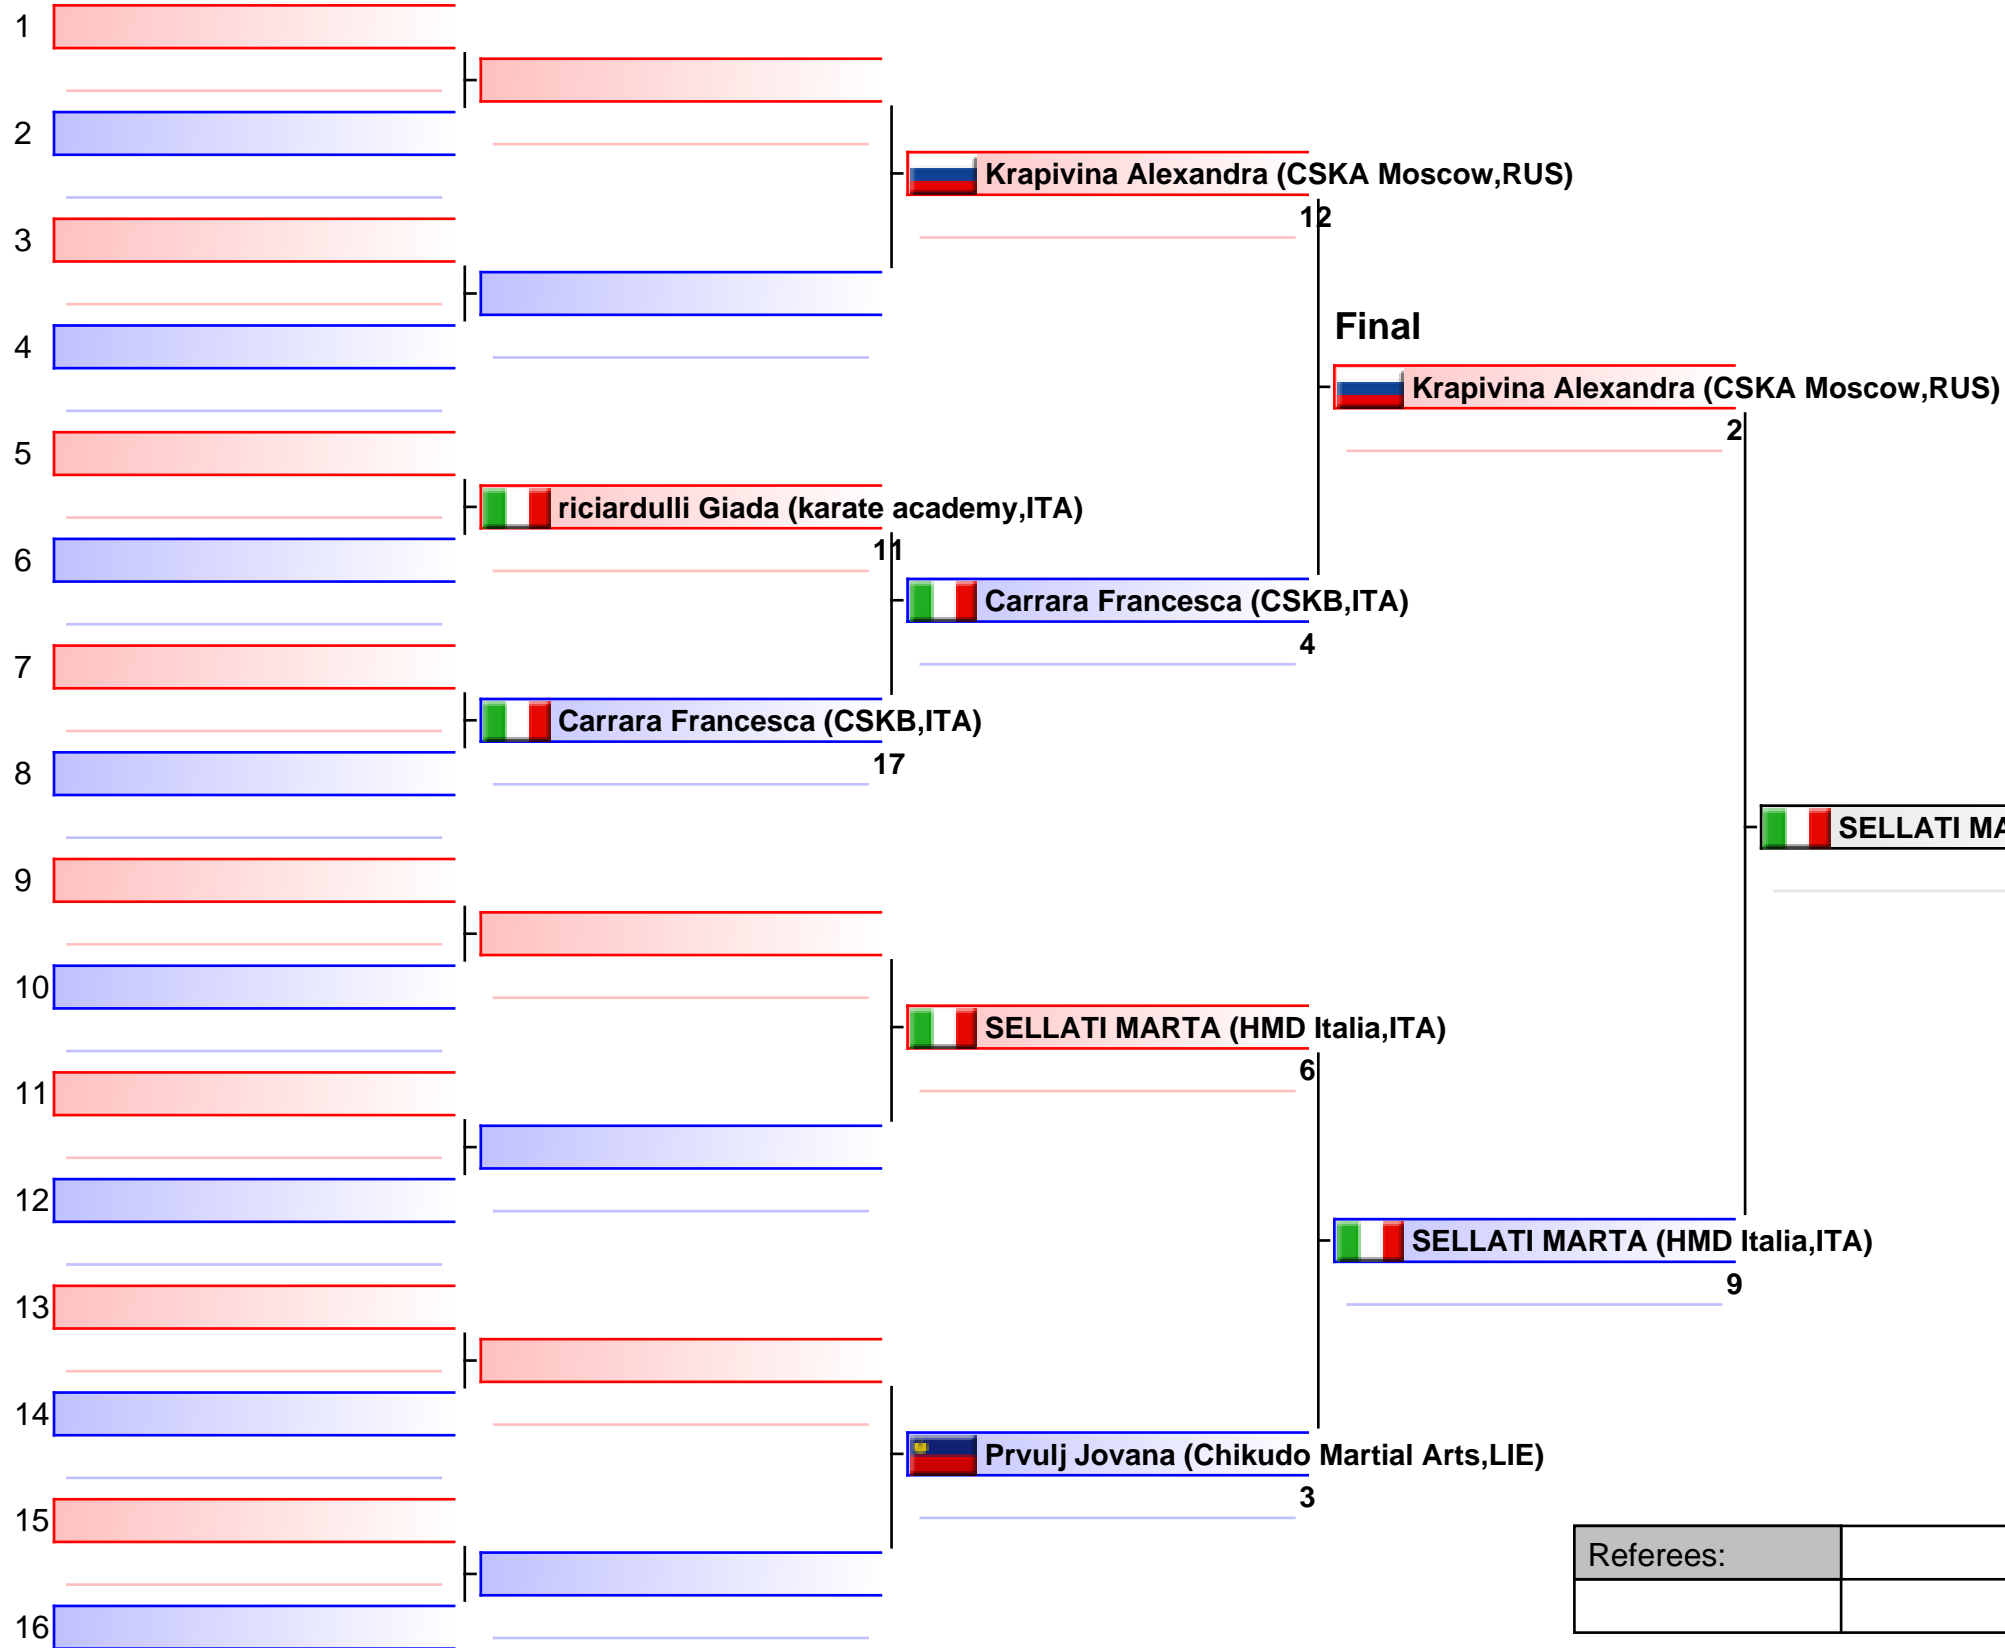 1
2
Krapivina Alexandra (CSKA Moscow,RUS)
12
3
4
Final
Krapivina Alexandra (CSKA Moscow,RUS)
2
5
riciardulli Giada (karate academy,ITA)
11
6
Carrara Francesca (CSKB,ITA)
4
7
Carrara Francesca (CSKB,ITA)
17
8
SELLATI MA
9
10
SELLATI MARTA (HMD Italia,ITA)
6
11
12
SELLATI MARTA (HMD Italia,ITA)
9
13
14
Prvulj Jovana (Chikudo Martial Arts,LIE)
3
15
Referees:
16